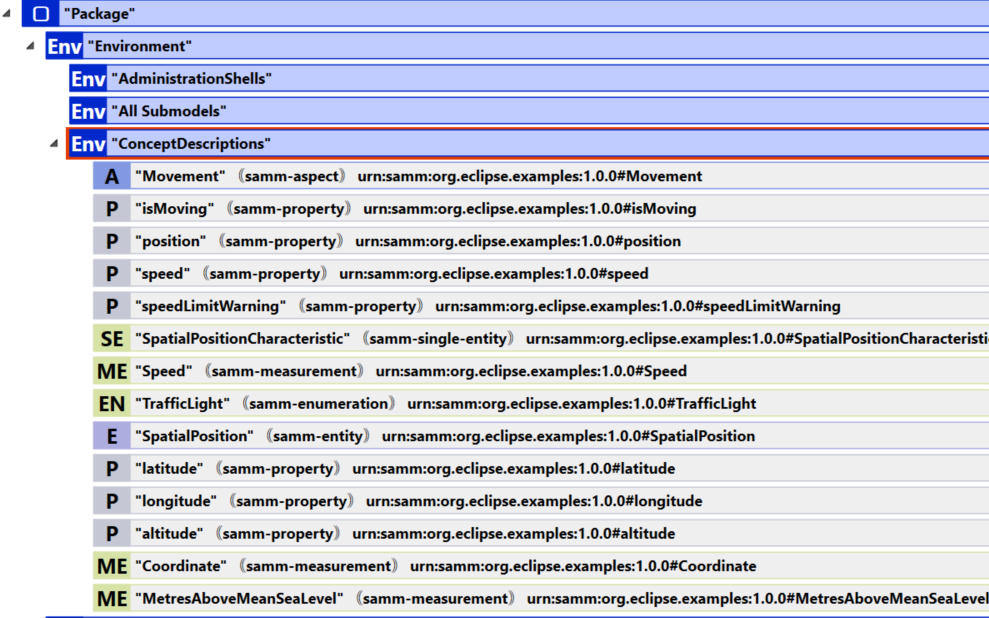 "Package"
Env "Environment"
Env "AdministrationShells"
Env "All Submodels"
Env "ConceptDescriptions"
A "Movement" ⟪samm-aspect⟫ urn:samm:org.eclipse.examples:1.0.0#Movement
P "isMoving" ⟪samm-property⟫ urn:samm:org.eclipse.examples:1.0.0#isMoving
P "position" ⟪samm-property⟫ urn:samm:org.eclipse.examples:1.0.0#position
P "speed" ⟪samm-property⟫ urn:samm:org.eclipse.examples:1.0.0#speed
P "speedLimitWarning" ⟪samm-property⟫ urn:samm:org.eclipse.examples:1.0.0#speedLimitWarning
SE "SpatialPositionCharacteristic" ⟪samm-single-entity⟫ urn:samm:org.eclipse.examples:1.0.0#SpatialPositionCharacteristi
ME "Speed" ⟪samm-measurement⟫ urn:samm:org.eclipse.examples:1.0.0#Speed
EN "TrafficLight" ⟪samm-enumeration⟫ urn:samm:org.eclipse.examples:1.0.0#TrafficLight
E "SpatialPosition" ⟪samm-entity⟫ urn:samm:org.eclipse.examples:1.0.0#SpatialPosition
P "latitude" ⟪samm-property⟫ urn:samm:org.eclipse.examples:1.0.0#latitude
P "longitude" ⟪samm-property⟫ urn:samm:org.eclipse.examples:1.0.0#longitude
P "altitude" ⟪samm-property⟫ urn:samm:org.eclipse.examples:1.0.0#altitude
ME "Coordinate" ⟪samm-measurement⟫ urn:samm:org.eclipse.examples:1.0.0#Coordinate
ME "MetresAboveMeanSeaLevel" ⟪samm-measurement⟫ urn:samm:org.eclipse.examples:1.0.0#MetresAboveMeanSeaLevel